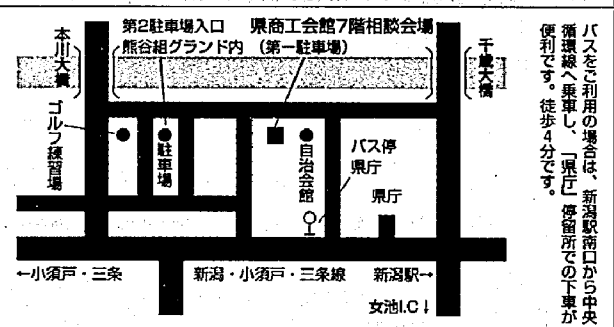 バスをご利用の場合は、新潟駅南口から中央
循環線へ乗車し、「県庁」停留所での下車が
便利です。徒歩4分です。
第2駐車場入口
熊谷組グランド内
県商工会館7階相談会場
(第一駐車場)
本川大橋
千歳大橋
ゴルフ練習場
駐車場
自治会館
バス停
県庁
県庁
←小須戸・三条
新潟・小須戸・三条線
新潟駅→
女池I.C↓